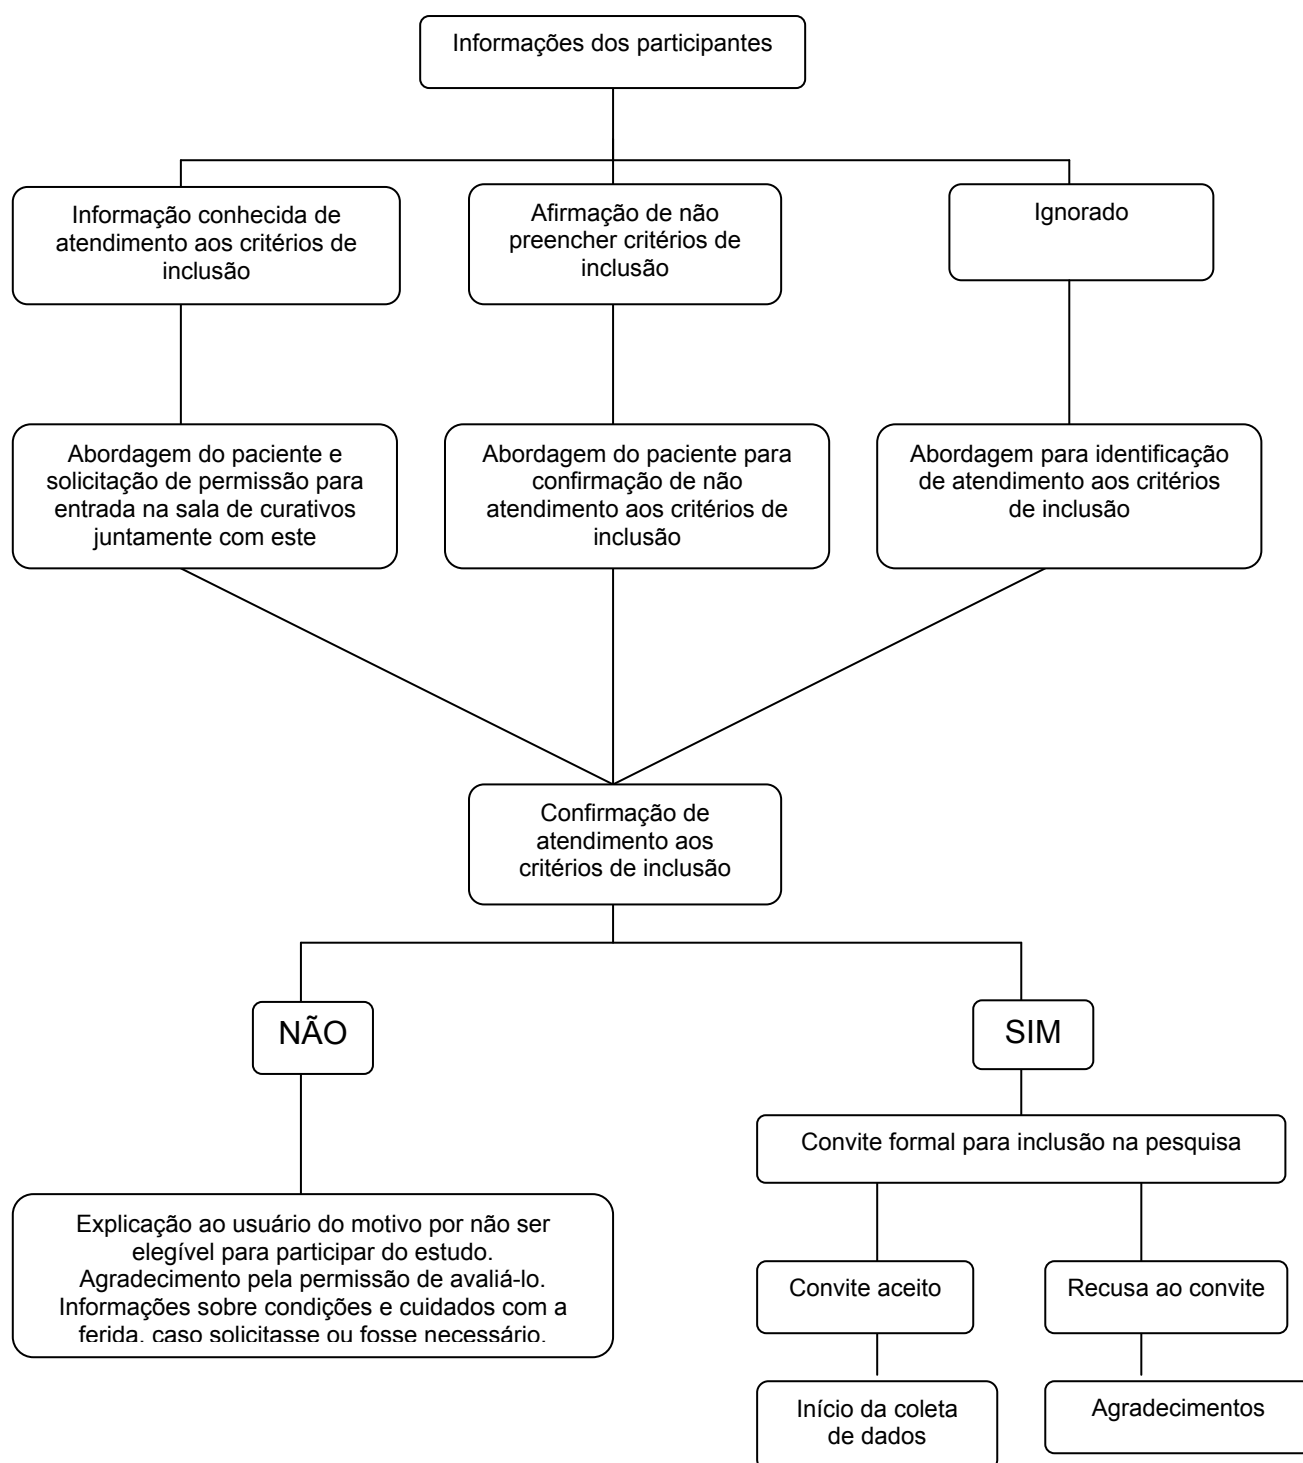 Informações dos participantes
Informação conhecida de
atendimento aos critérios de
inclusão
Afirmação de não
preencher critérios de
inclusão
Ignorado
Abordagem do paciente e
solicitação de permissão para
entrada na sala de curativos
juntamente com este
Abordagem do paciente para
confirmação de não
atendimento aos critérios de
inclusão
Abordagem para identificação
de atendimento aos critérios
de inclusão
Confirmação de
atendimento aos
critérios de inclusão
NÃO
SIM
Convite formal para inclusão na pesquisa
Explicação ao usuário do motivo por não ser
elegível para participar do estudo.
Agradecimento pela permissão de avaliá-lo.
Informações sobre condições e cuidados com a
ferida, caso solicitasse ou fosse necessário.
Convite aceito
Recusa ao convite
Início da coleta
de dados
Agradecimentos